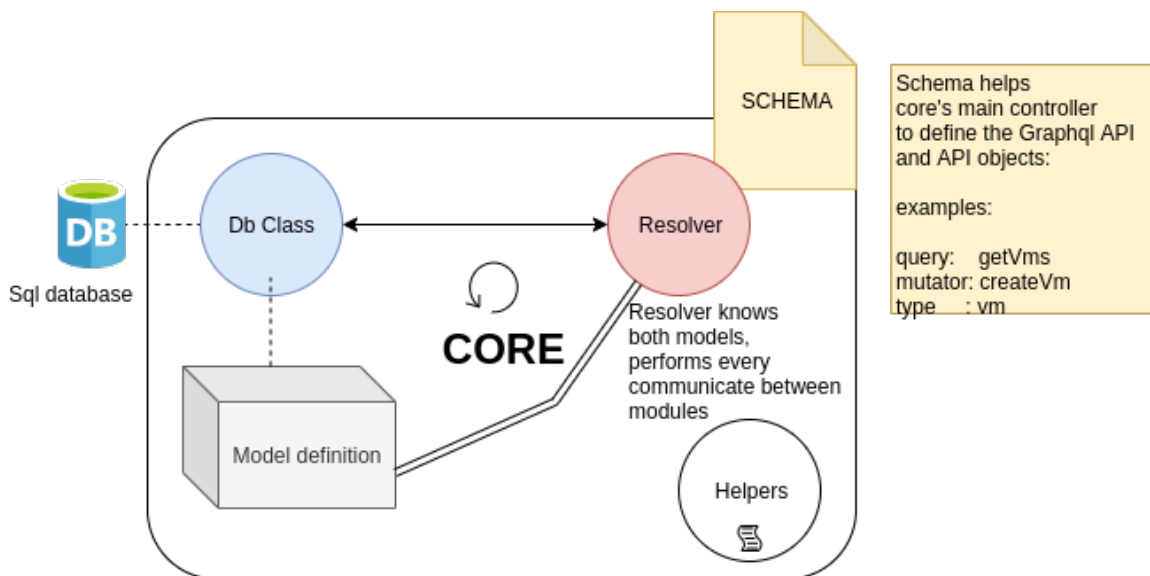 SCHEMA
Schema helps
core's main controller
to define the Graphql API
and API objects:
examples:
query: getVms
mutator: createVm
type : vm
DB
Sql database
Db Class
Resolver
CORE
Resolver knows
both models,
performs every
communicate between
modules
Model definition
Helpers